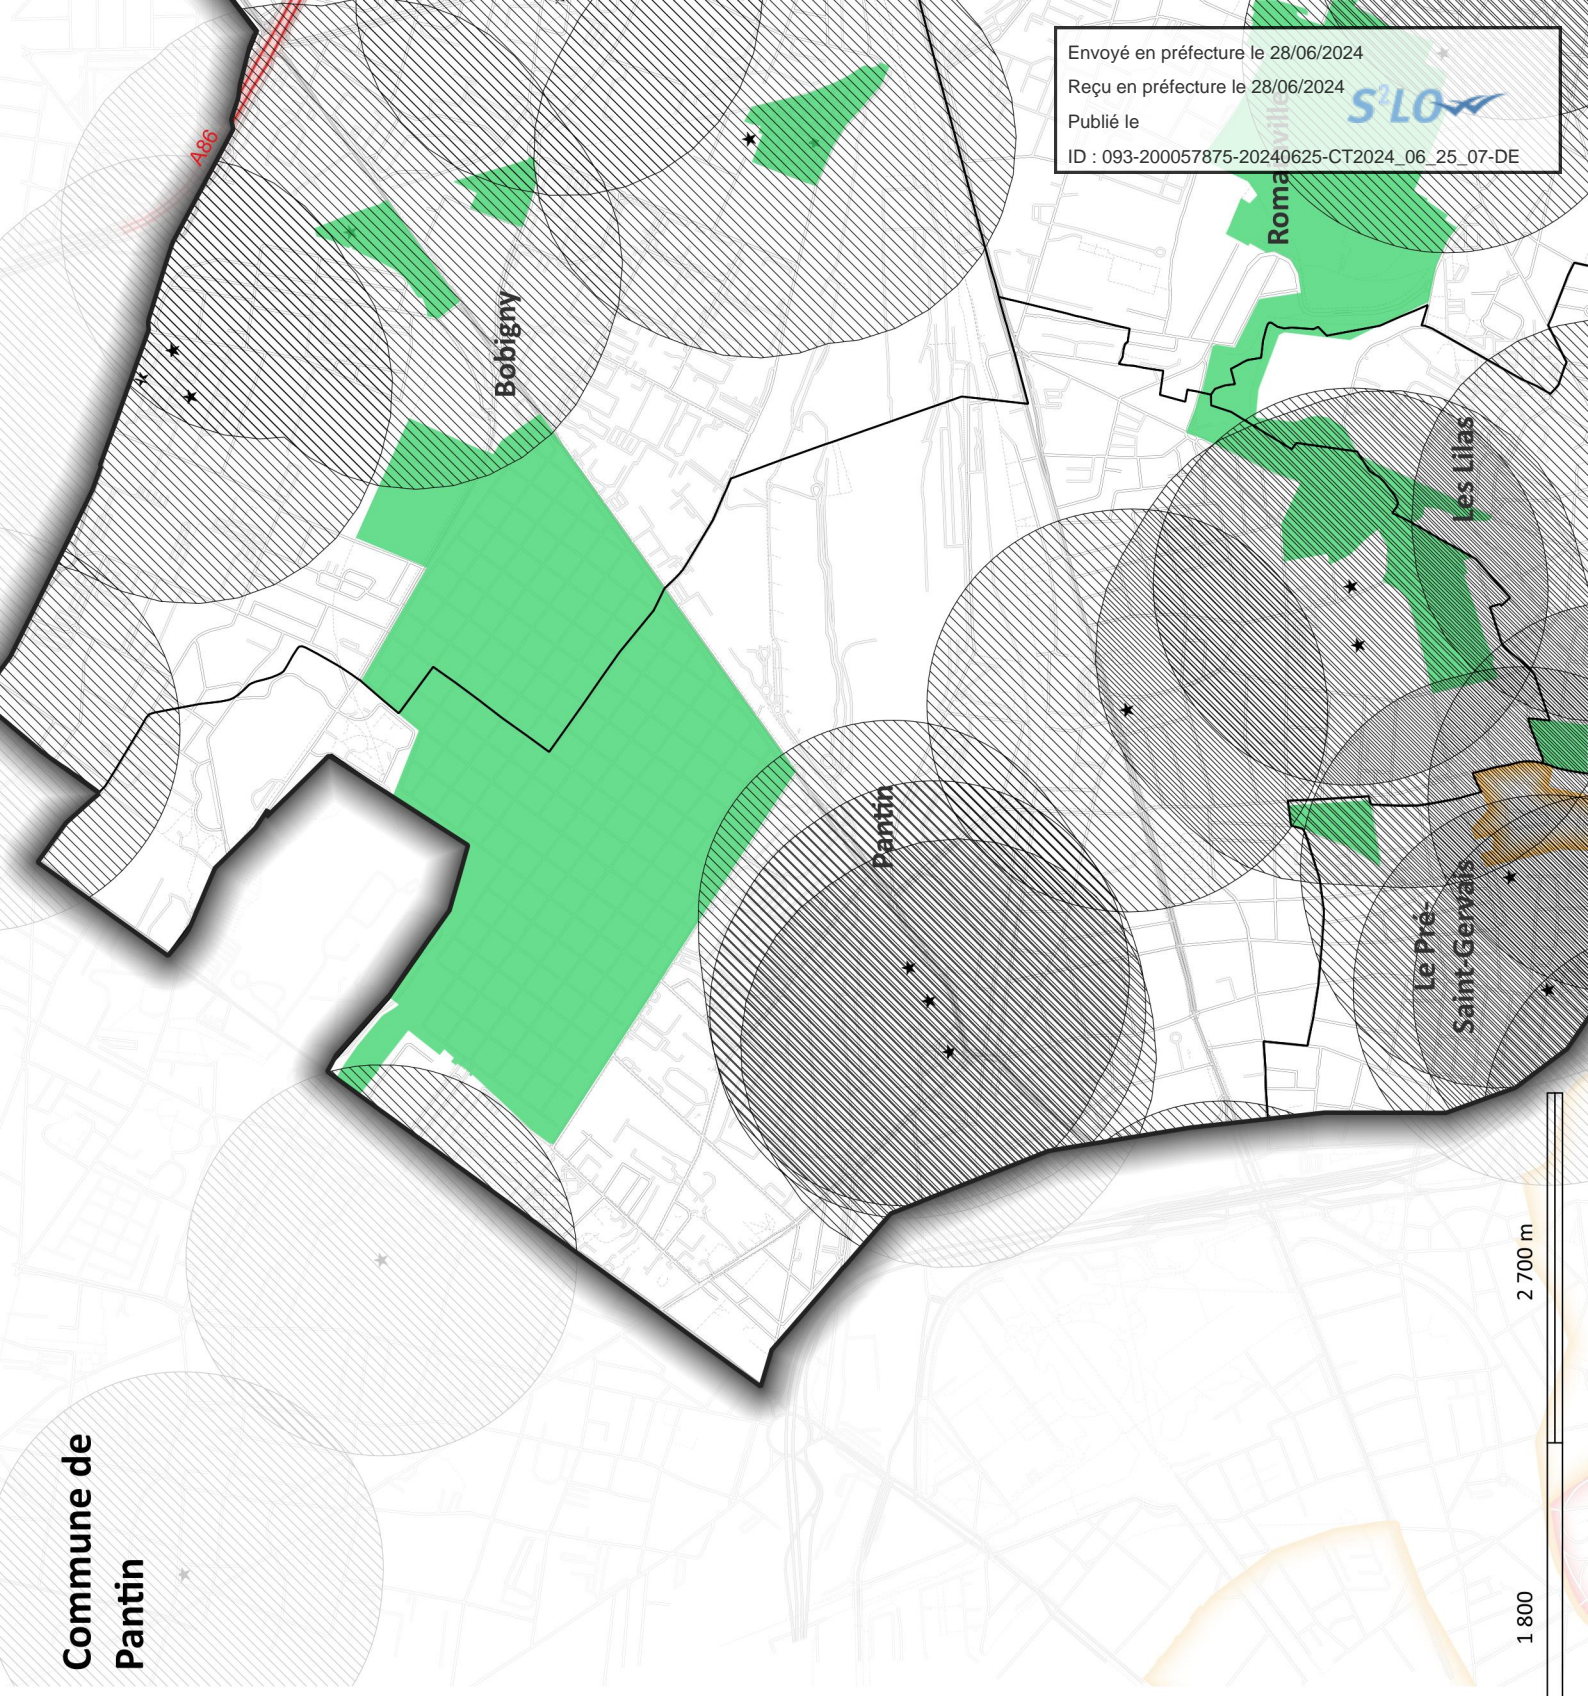 Commune de
Pantin
Envoyé en préfecture le 28/06/2024
Reçu en préfecture le 28/06/2024
Publié le
S²LO
ID : 093-200057875-20240625-CT2024_06_25_07-DE
A86
Bobigny
Romainville
Pantin
Les Lilas
Le Pré-
Saint-Gervais
1 800
2 700 m